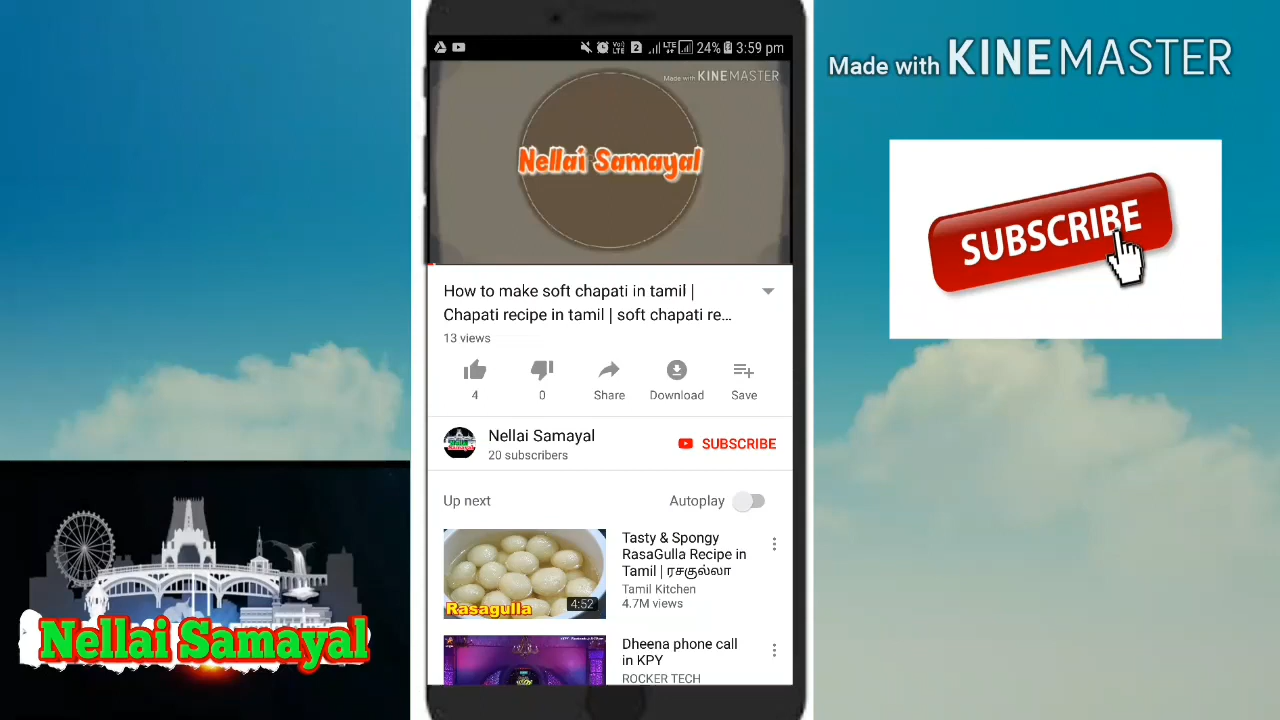 VoLTE LTE 2 24% 3:59 pm
Made with KINEMASTER
Made with KINEMASTER
Nellai Samayal
SUBSCRIBE
How to make soft chapati in tamil |
Chapati recipe in tamil | soft chapati re...
13 views
4 0 Share Download Save
Nellai Samayal
20 subscribers
SUBSCRIBE
Up next Autoplay
Tasty & Spongy
RasaGulla Recipe in
Tamil | ரசகுல்லா
Tamil Kitchen
4.7M views
Rasagulla
4:52
Dheena phone call
in KPY
ROCKER TECH
Nellai Samayal